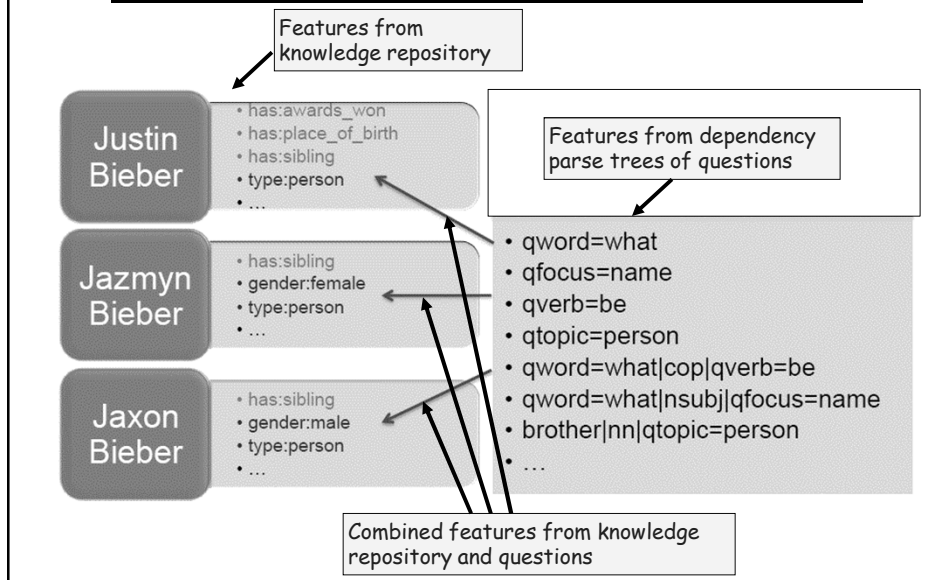 Features from
knowledge repository
Justin
Bieber
• has:awards_won
• has:place_of_birth
• has:sibling
• type:person
• ...
Features from dependency
parse trees of questions
Jazmyn
Bieber
• has:sibling
• gender:female
• type:person
• ...
Jaxon
Bieber
• has:sibling
• gender:male
• type:person
• ...
• qword=what
• qfocus=name
• qverb=be
• qtopic=person
• qword=what|cop|qverb=be
• qword=what|nsubj|qfocus=name
• brother|nn|qtopic=person
• ...
Combined features from knowledge
repository and questions